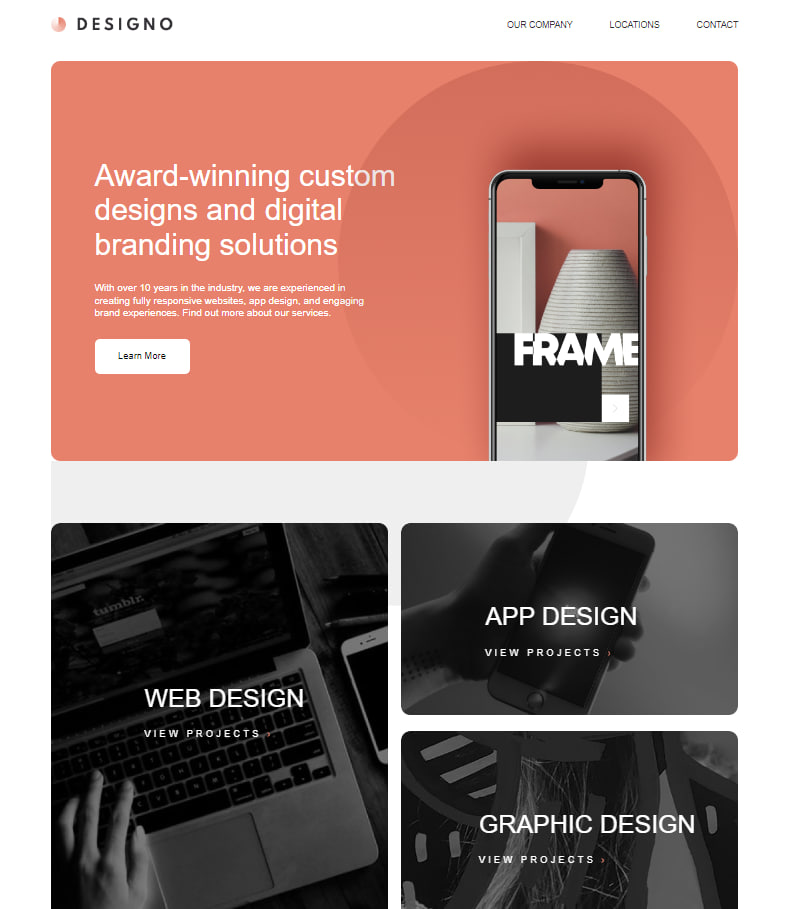 DESIGNO
OUR COMPANY
LOCATIONS
CONTACT
Award-winning custom
designs and digital
branding solutions
With over 10 years in the industry, we are experienced in
creating fully responsive websites, app design, and engaging
brand experiences. Find out more about our services.
Learn More
FRAME
tumblr.
WEB DESIGN
VIEW PROJECTS ›
APP DESIGN
VIEW PROJECTS ›
GRAPHIC DESIGN
VIEW PROJECTS ›